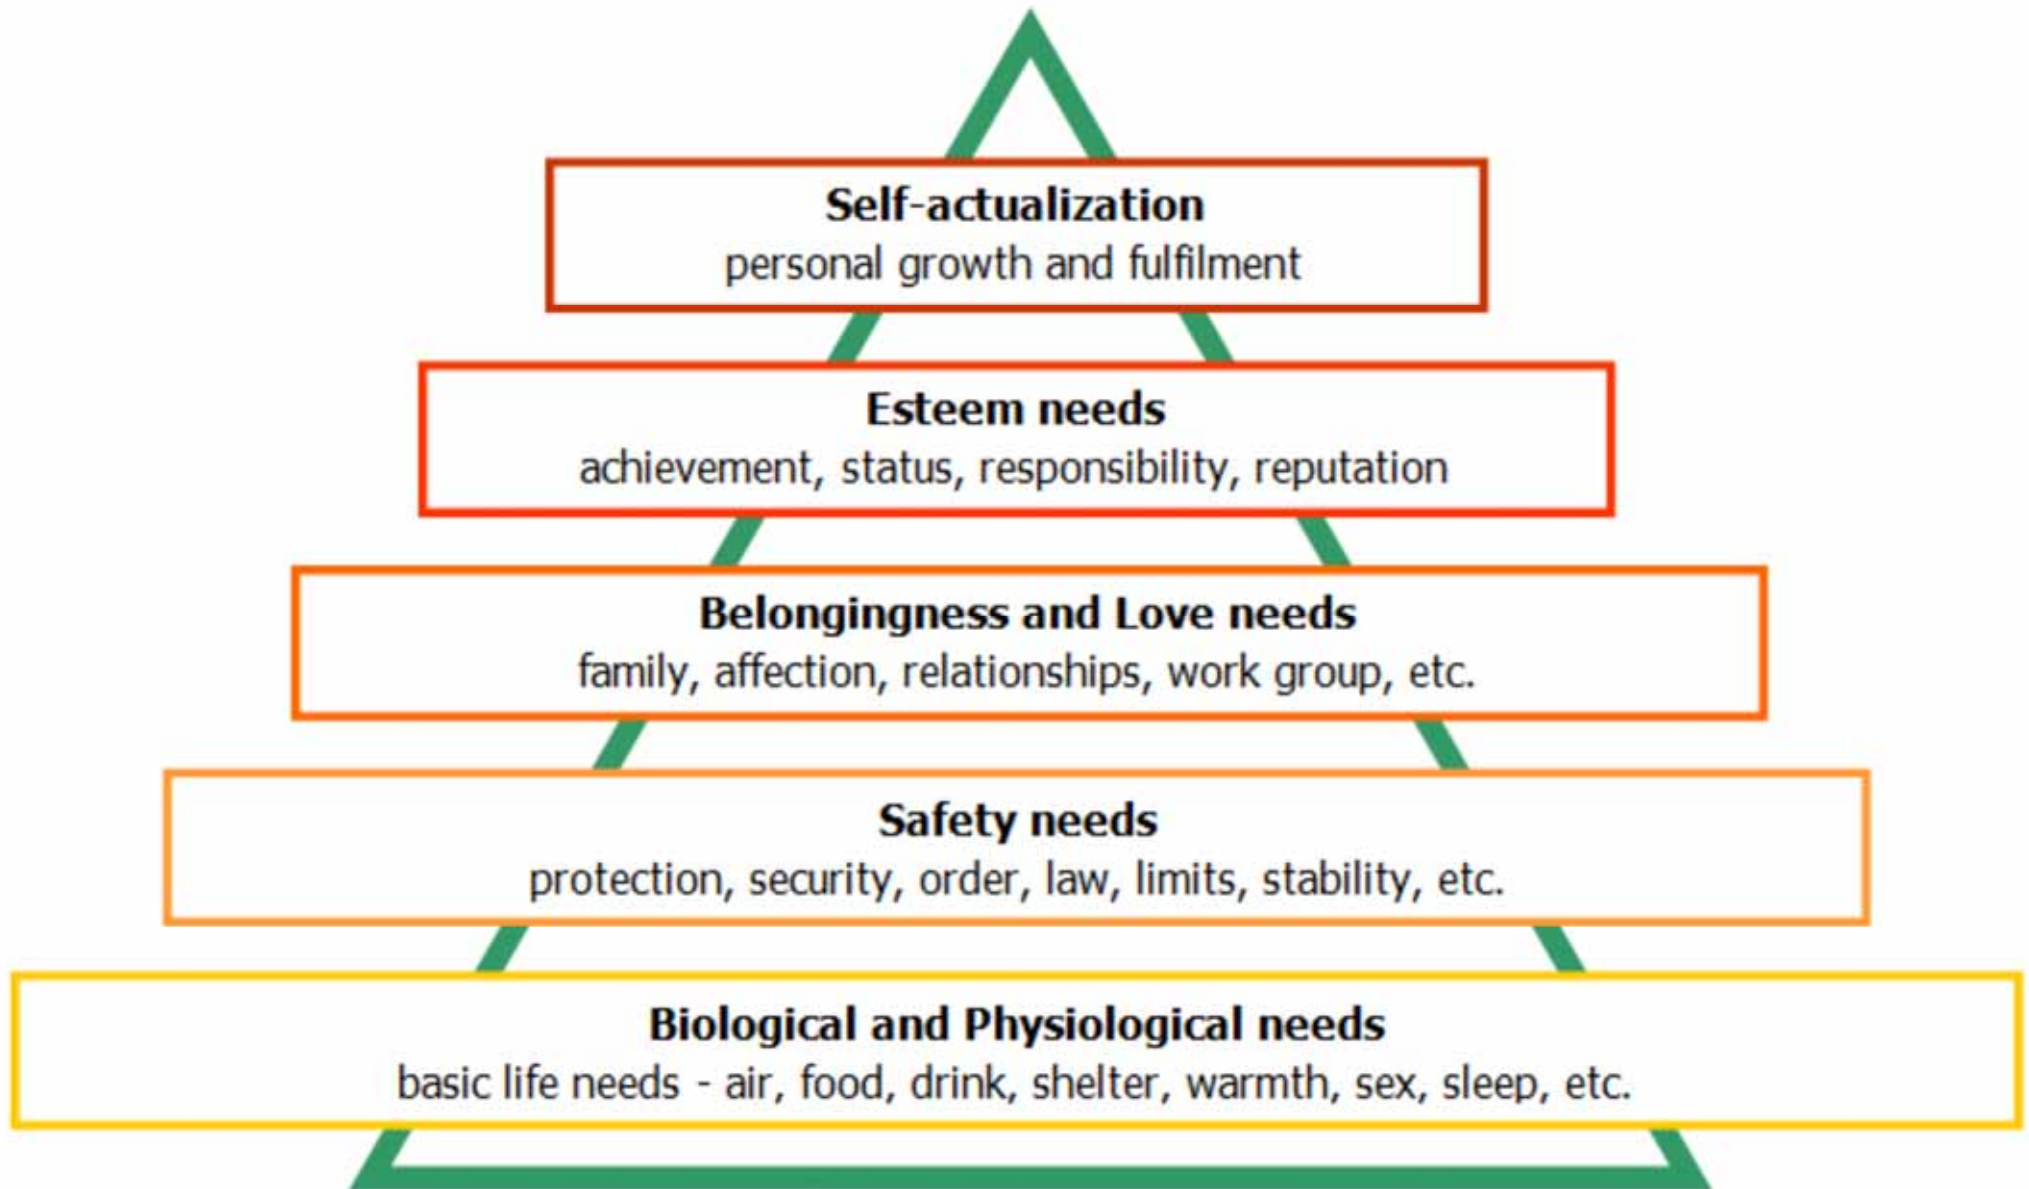 Self-actualization
personal growth and fulfilment
Esteem needs
achievement, status, responsibility, reputation
Belongingness and Love needs
family, affection, relationships, work group, etc.
Safety needs
protection, security, order, law, limits, stability, etc.
Biological and Physiological needs
basic life needs - air, food, drink, shelter, warmth, sex, sleep, etc.